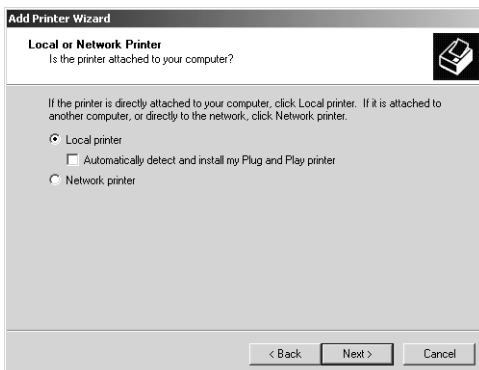 Add Printer Wizard
Local or Network Printer
Is the printer attached to your computer?
If the printer is directly attached to your computer, click Local printer.  If it is attached to
another computer, or directly to the network, click Network printer.
Local printer
Automatically detect and install my Plug and Play printer
Network printer
< Back
Next >
Cancel